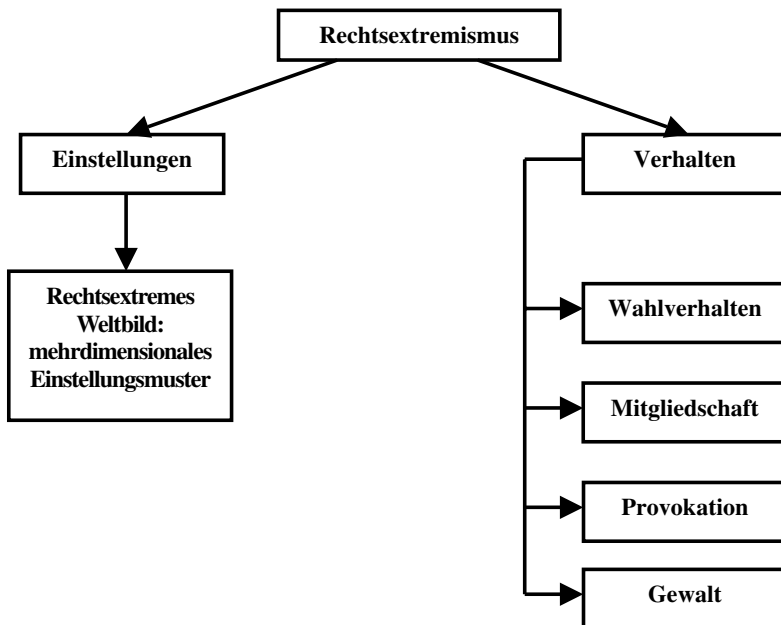 Rechtsextremismus
Einstellungen
Verhalten
Rechtsextremes
Weltbild:
mehrdimensionales
Einstellungsmuster
Wahlverhalten
Mitgliedschaft
Provokation
Gewalt